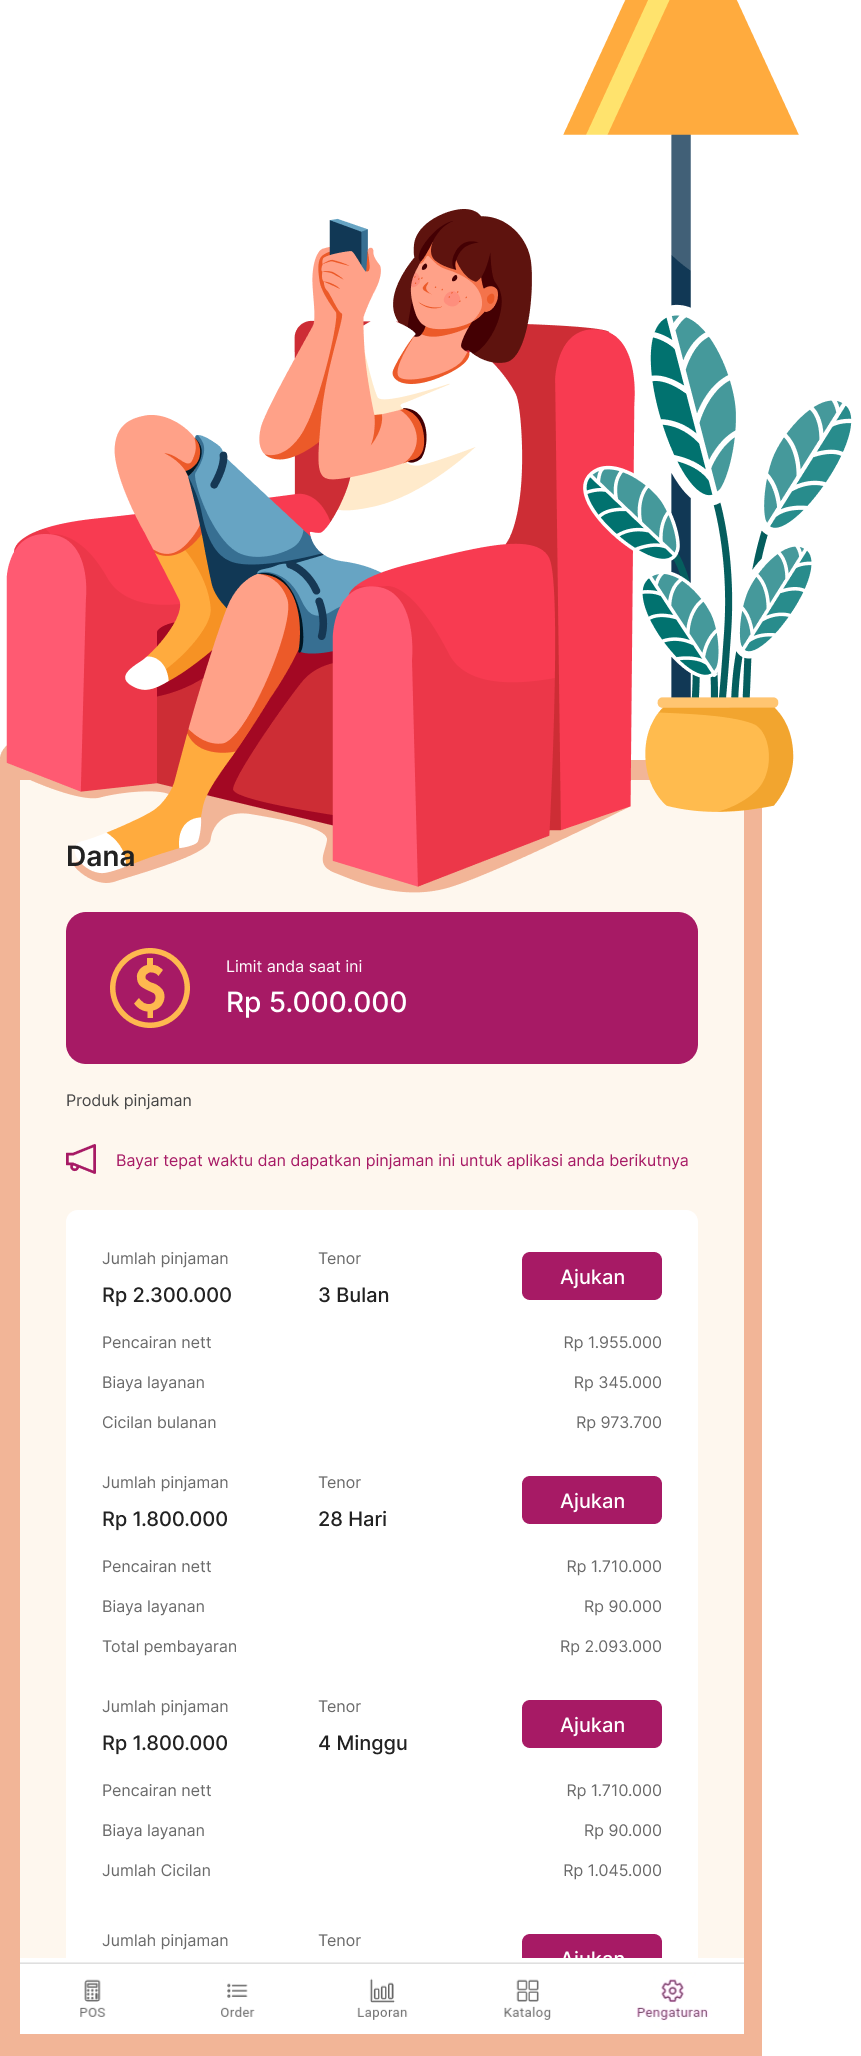 Dana
Limit anda saat ini
Rp 5.000.000
Produk pinjaman
Bayar tepat waktu dan dapatkan pinjaman ini untuk aplikasi anda berikutnya
Jumlah pinjaman Tenor Ajukan
Rp 2.300.000 3 Bulan
Pencairan nett Rp 1.955.000
Biaya layanan Rp 345.000
Cicilan bulanan Rp 973.700
Jumlah pinjaman Tenor Ajukan
Rp 1.800.000 28 Hari
Pencairan nett Rp 1.710.000
Biaya layanan Rp 90.000
Total pembayaran Rp 2.093.000
Jumlah pinjaman Tenor Ajukan
Rp 1.800.000 4 Minggu
Pencairan nett Rp 1.710.000
Biaya layanan Rp 90.000
Jumlah Cicilan Rp 1.045.000
Jumlah pinjaman Tenor Ajukan
POS Order Laporan Katalog Pengaturan